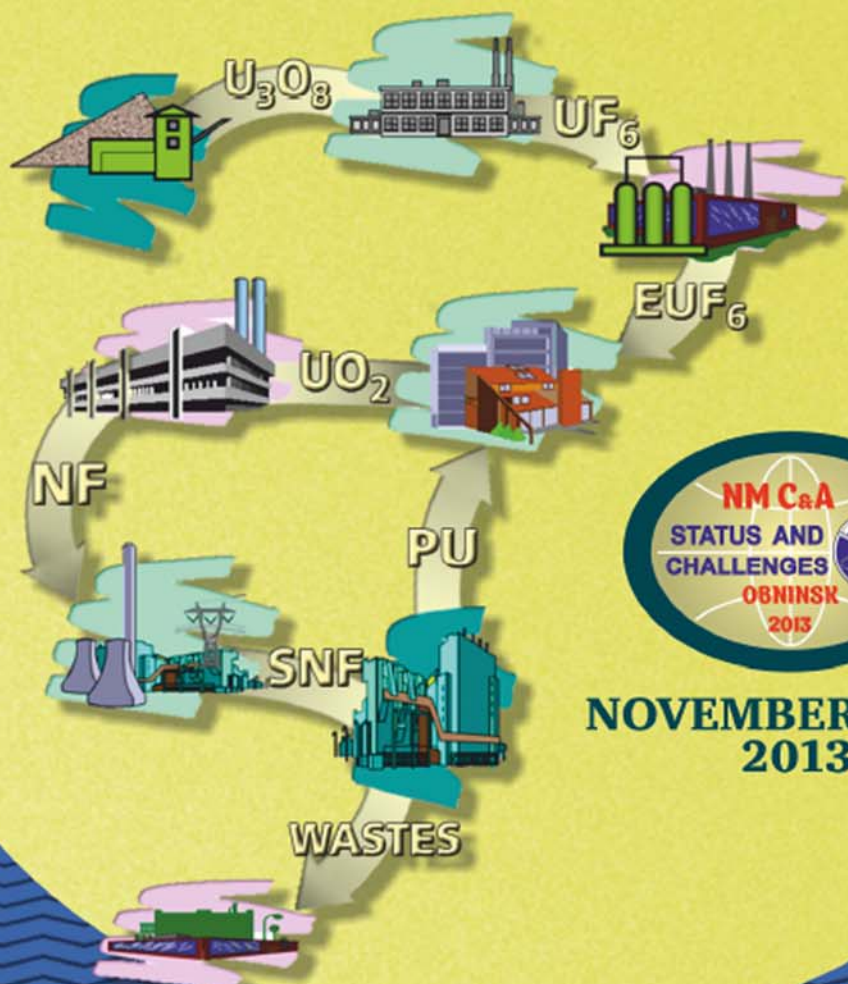 U₃O₈
UF₆
EUF₆
UO₂
NF
PU
SNF
WASTES
NM C&A
STATUS AND
CHALLENGES
OBNINSK
2013
NOVEMBER
2013